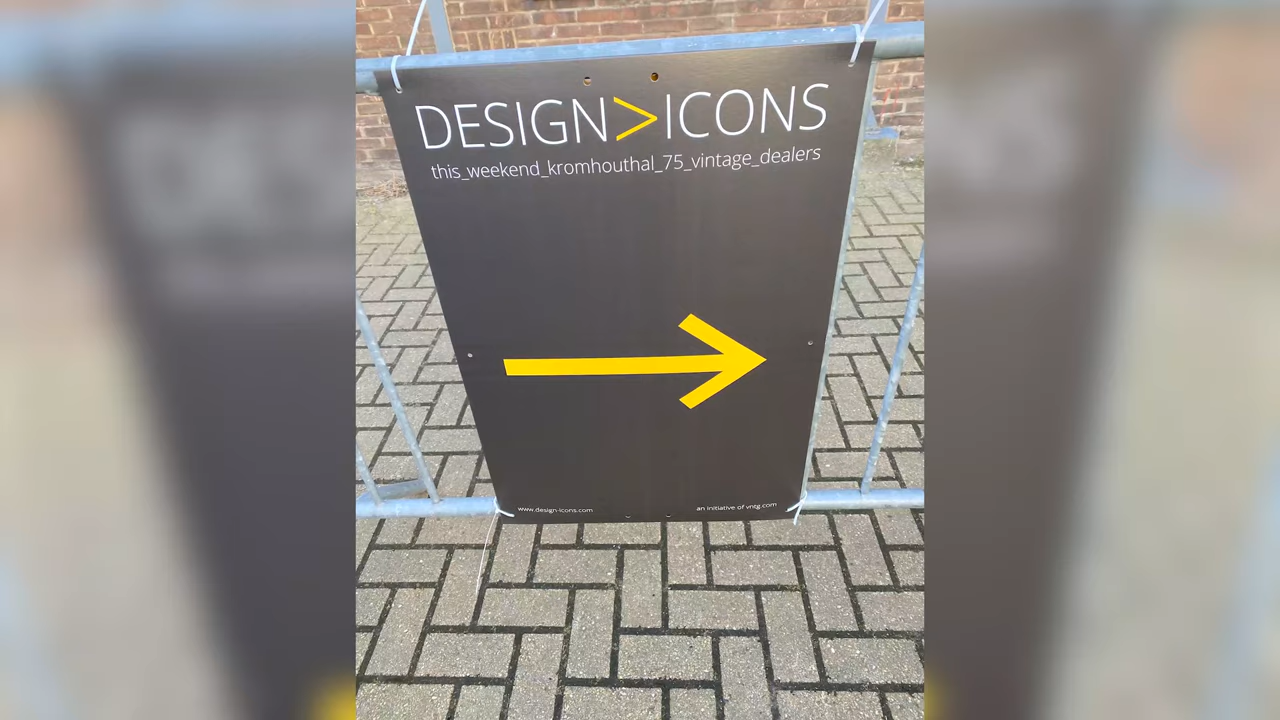 DESIGN>ICONS
this_weekend_kromhouthal_75_vintage_dealers
www.design-icons.com
an initiative of vntg.com